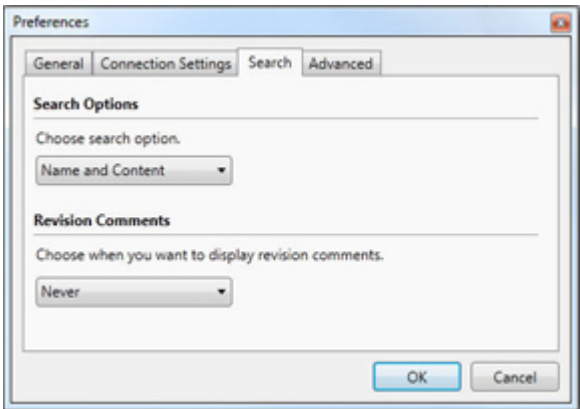 Preferences
General Connection Settings Search Advanced
Search Options
Choose search option.
Name and Content
Revision Comments
Choose when you want to display revision comments.
Never
OK Cancel